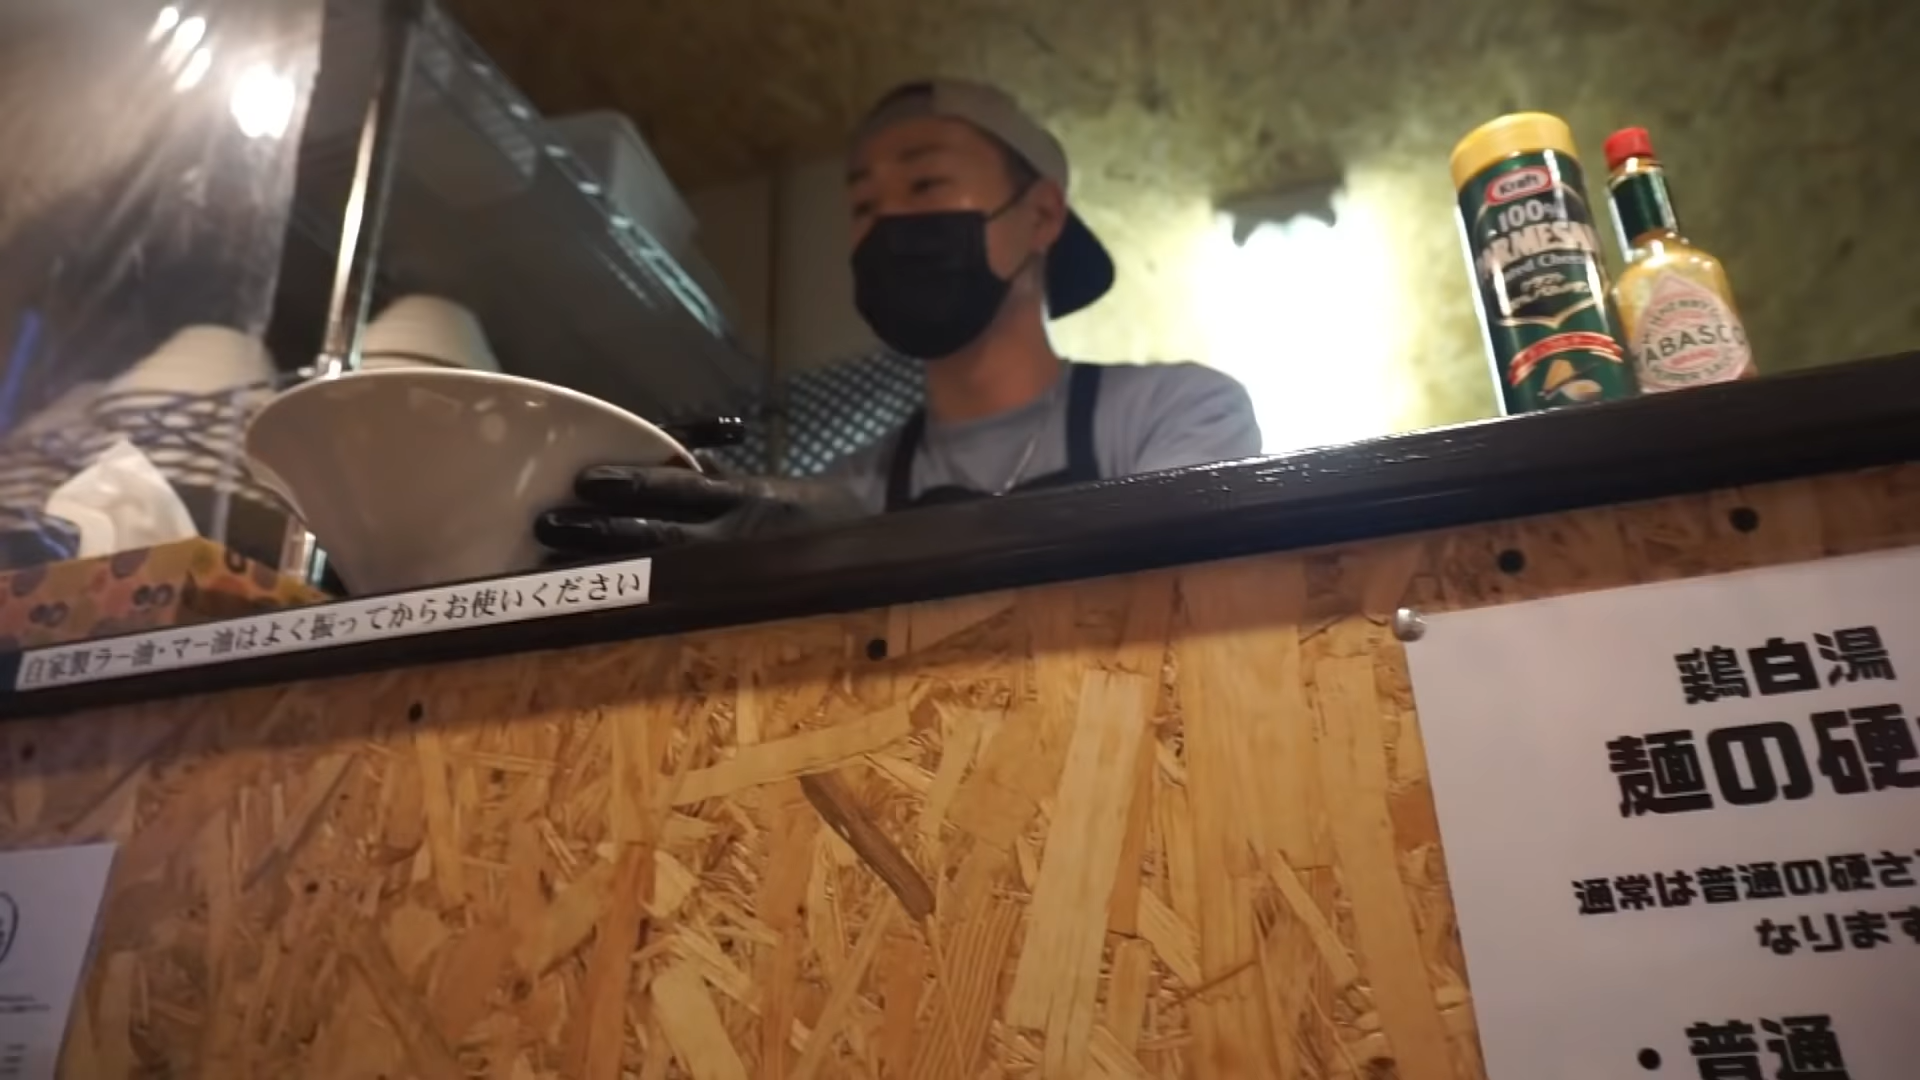 Kraft
100%
PARMESAN
Grated Cheese
TABASCO
自家製ラー油・マー油はよく振ってからお使いください
鶏白湯
麺の硬
通常は普通の硬さ
なります
・普通